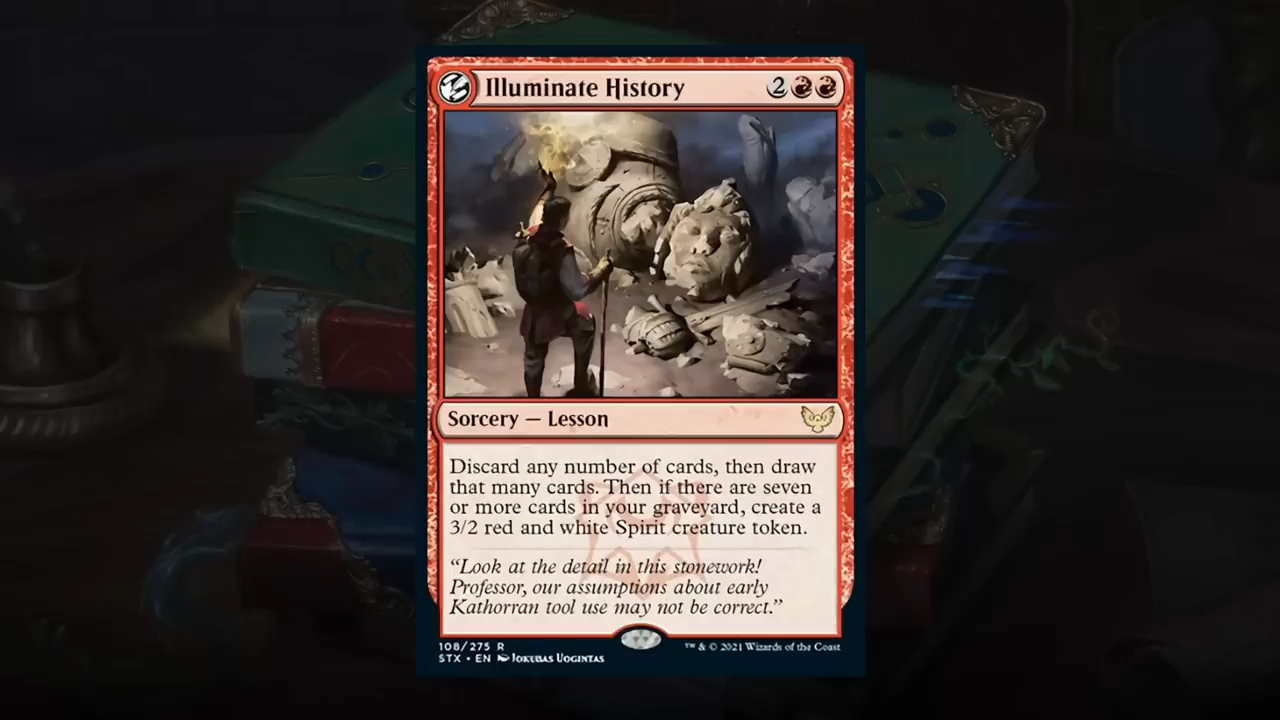 Illuminate History 2
Sorcery — Lesson
Discard any number of cards, then draw
that many cards. Then if there are seven
or more cards in your graveyard, create a
3/2 red and white Spirit creature token.
“Look at the detail in this stonework!
Professor, our assumptions about early
Kathorran tool use may not be correct.”
108/275 R
STX • EN Jokubas Uogintas
™ & © 2021 Wizards of the Coast